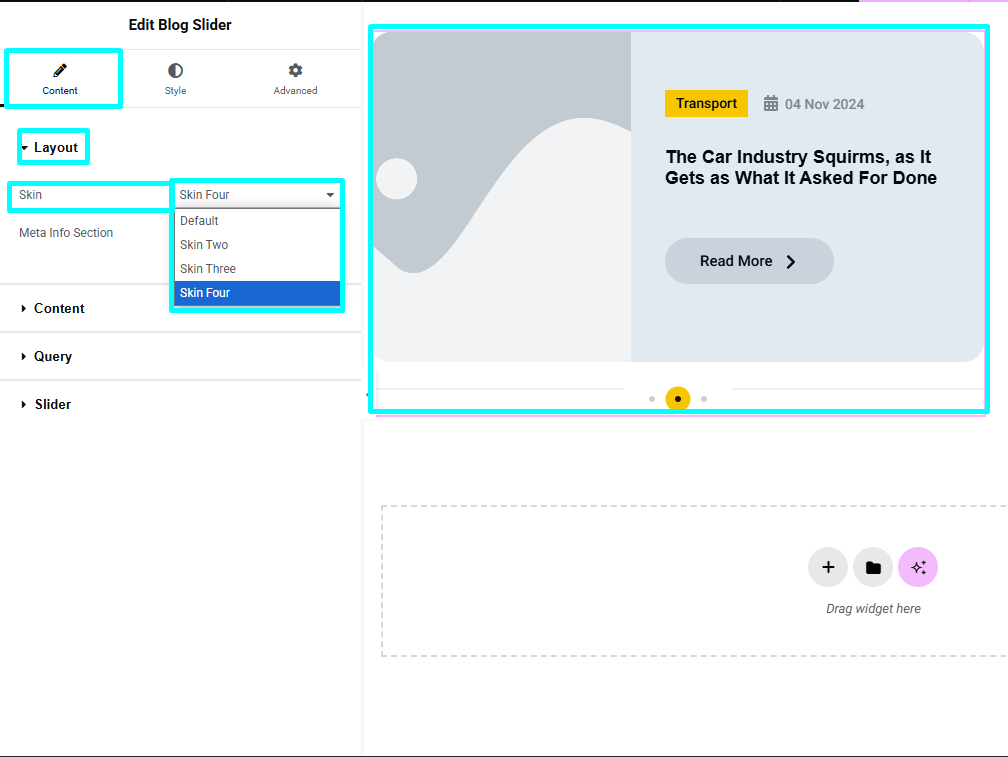 Edit Blog Slider
Content
Style
Advanced
Layout
Skin
Skin Four
Default
Skin Two
Skin Three
Skin Four
Meta Info Section
Content
Query
Slider
Transport
04 Nov 2024
The Car Industry Squirms, as It
Gets as What It Asked For Done
Read More
Drag widget here